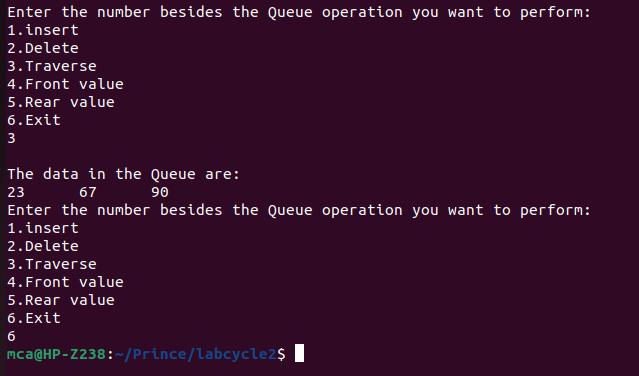 Enter the number besides the Queue operation you want to perform:
1.insert
2.Delete
3.Traverse
4.Front value
5.Rear value
6.Exit
3
The data in the Queue are:
23 67 90
Enter the number besides the Queue operation you want to perform:
1.insert
2.Delete
3.Traverse
4.Front value
5.Rear value
6.Exit
6
mca@HP-Z238:~/Prince/labcycle2$